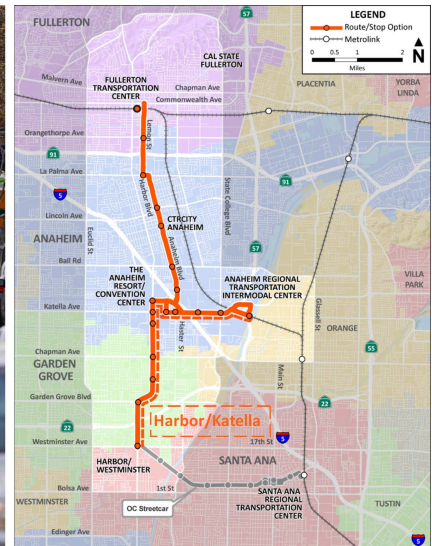 FULLERTON
57
LEGEND
Route/Stop Option
Metrolink
0 0.5 1 2
Miles
N
CAL STATE
FULLERTON
Malvern Ave
FULLERTON
TRANSPORTATION
CENTER
Chapman Ave
Commonwealth Ave
PLACENTIA
YORBA
LINDA
Orangethorpe Ave
Lemon St
91
91
La Palma Ave
5
Harbor Blvd
State College Blvd
Lincoln Ave
Euclid St
CTRCITY
ANAHEIM
57
ANAHEIM
Anaheim Blvd
Ball Rd
THE
ANAHEIM
RESORT/
CONVENTION
CENTER
ANAHEIM REGIONAL
TRANSPORTATION
INTERMODAL CENTER
VILLA
PARK
Katella Ave
Haster St
Glassell St
ORANGE
Chapman Ave
Main St
55
GARDEN
GROVE
Garden Grove Blvd
22
Harbor/Katella
22
Westminster Ave
17th St
5
HARBOR/
WESTMINSTER
SANTA ANA
Bolsa Ave
1st St
SANTA ANA
REGIONAL
TRANSPORTATION
CENTER
WESTMINSTER
OC Streetcar
TUSTIN
Edinger Ave
5